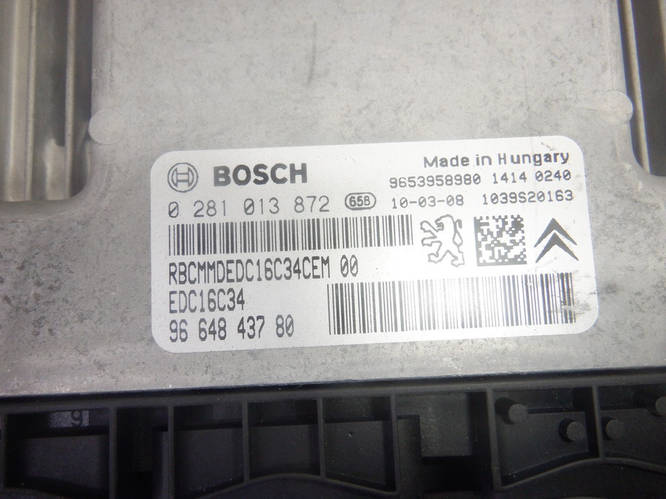 BOSCH
Made in Hungary
9653958980 1414 0240
0 281 013 872 658 10-03-08 1039S20163
RBCMMDEDC16C34CEM 00
EDC16C34
96 648 437 80